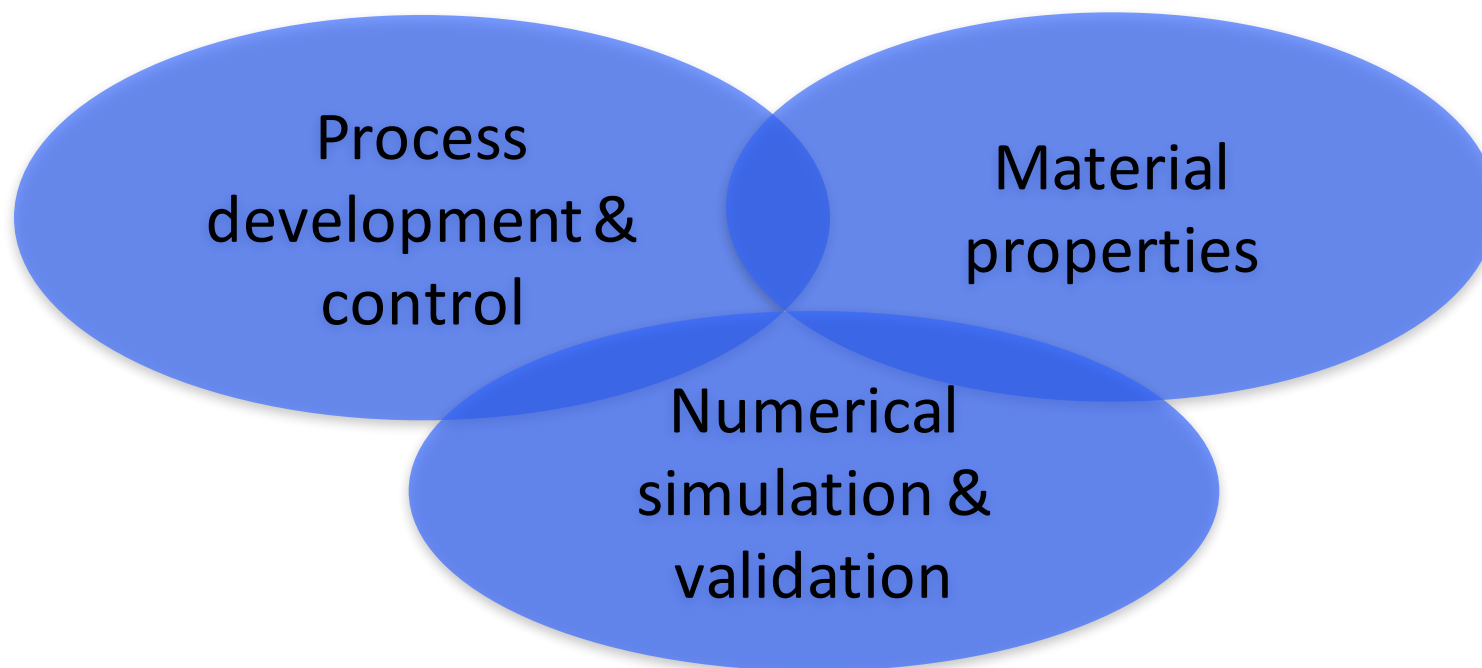 Process
development &
control
Material
properties
Numerical
simulation &
validation